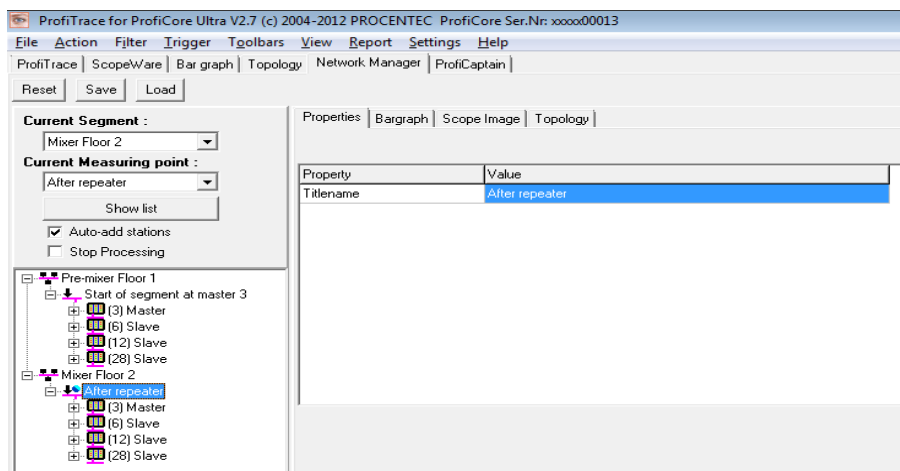 ProfiTrace for ProfiCore Ultra V2.7 (c) 2004-2012 PROCENTEC ProfiCore Ser.Nr: xxxxx00013
File Action Filter Trigger Toolbars View Report Settings Help
ProfiTrace ScopeWare Bar graph Topology Network Manager ProfiCaptain
Reset Save Load
Current Segment :
Mixer Floor 2
Current Measuring point :
After repeater
Show list
Auto-add stations
Stop Processing
Pre-mixer Floor 1
Start of segment at master 3
(3) Master
(6) Slave
(12) Slave
(28) Slave
Mixer Floor 2
After repeater
(3) Master
(6) Slave
(12) Slave
(28) Slave
Properties Bargraph Scope Image Topology
Property Value
Titlename After repeater